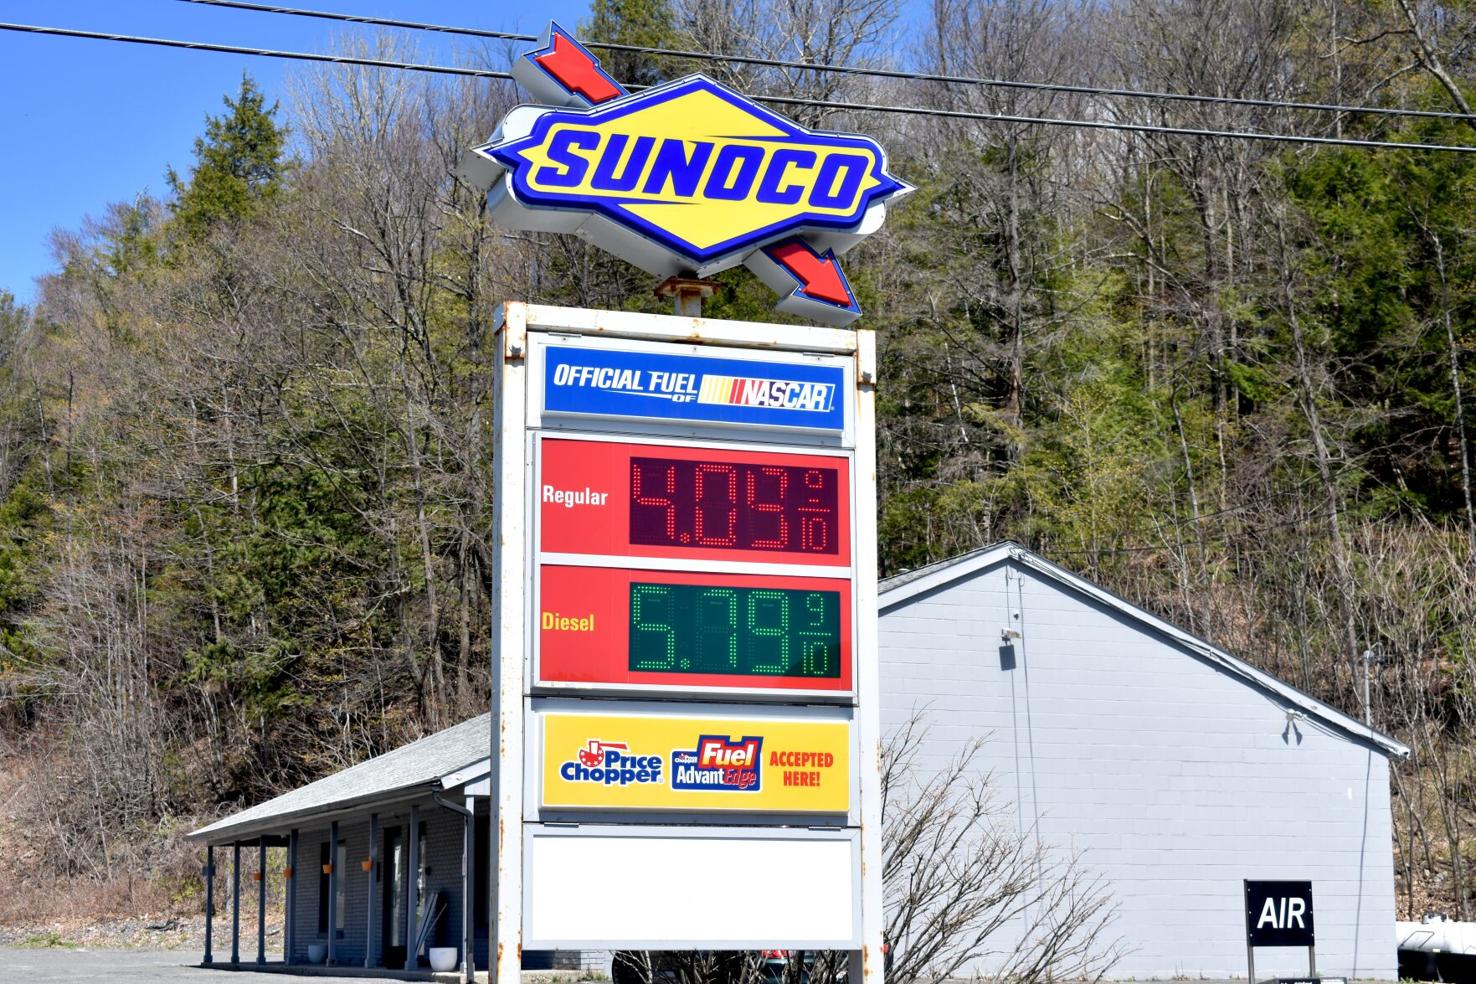 SUNOCO
OFFICIAL FUEL OF NASCAR
Regular 4.09 9/10
Diesel 5.79 9/10
Price
Chopper
Fuel
AdvantEdge
ACCEPTED
HERE!
AIR